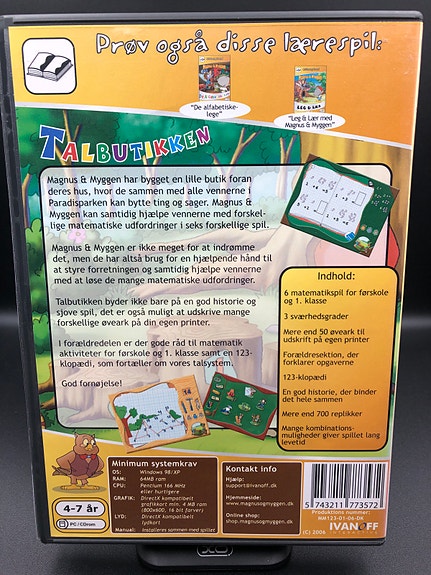 Prøv også disse lærespil:
"De alfabetiske-
lege"
"Leg & Lær med
Magnus & Myggen"
TALBUTIKKEN
Magnus & Myggen har bygget en lille butik foran
deres hus, hvor de sammen med alle vennerne i
Paradisparken kan bytte ting og sager. Magnus &
Myggen kan samtidig hjælpe vennerne med forskel-
lige matematiske udfordringer i seks forskellige spil.
Magnus & Myggen er ikke meget for at indrømme
det, men de har altså brug for en hjælpende hånd til
at styre forretningen og samtidig hjælpe vennerne
med at løse de mange matematiske udfordringer.
Talbutikken byder ikke bare på en god historie og
sjove spil, det er også muligt at udskrive mange
forskellige øveark på din egen printer.
I forældredelen er der gode råd til matematik
aktiviteter for førskole og 1. klasse samt en 123-
klopædi, som fortæller om vores talsystem.
God fornøjelse!
Indhold:
6 matematikspil for førskole
og 1. klasse
3 sværhedsgrader
Mere end 50 øveark til
udskrift på egen printer
Forældresektion, der
forklarer opgaverne
123-klopædi
En god historie, der binder
det hele sammen
Mere end 700 replikker
Mange kombinations-
muligheder giver spillet lang
levetid
4-7 år
PC / CDrom
Minimum systemkrav
OS: Windows 98/XP
RAM: 64MB ram
CPU: Pentium 166 MHz
eller hurtigere
GRAFIK: DirectX kompatibelt
grafikkort min. 4 MB ram
(800x600, 16 bit farver)
LYD: DirectX kompatibelt
lydkort
Manual: Installeres sammen med spillet
Kontakt info
Hjælp:
support@ivanoff.dk
Hjemmeside:
www.magnusogmyggen.dk
Online butik:
shop.magnusogmyggen.dk
5 743211 773572
Produktions nummer:
MM123-01-06-DK
(C) 2006
IVANOFF
INTERACTIVE